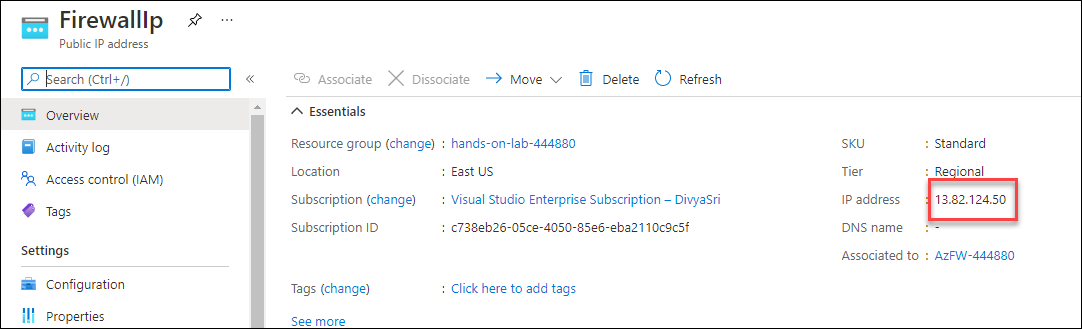 FirewallIp
...
Public IP address
Search (Ctrl+/)
«
Overview
Activity log
Access control (IAM)
Tags
Settings
Configuration
Properties
Associate Dissociate Move Delete Refresh
Essentials
Resource group (change) : hands-on-lab-444880
Location : East US
Subscription (change) : Visual Studio Enterprise Subscription – DivyaSri
Subscription ID : c738eb26-05ce-4050-85e6-eba2110c9c5f
SKU : Standard
Tier : Regional
IP address : 13.82.124.50
DNS name : -
Associated to : AzFW-444880
Tags (change) : Click here to add tags
See more